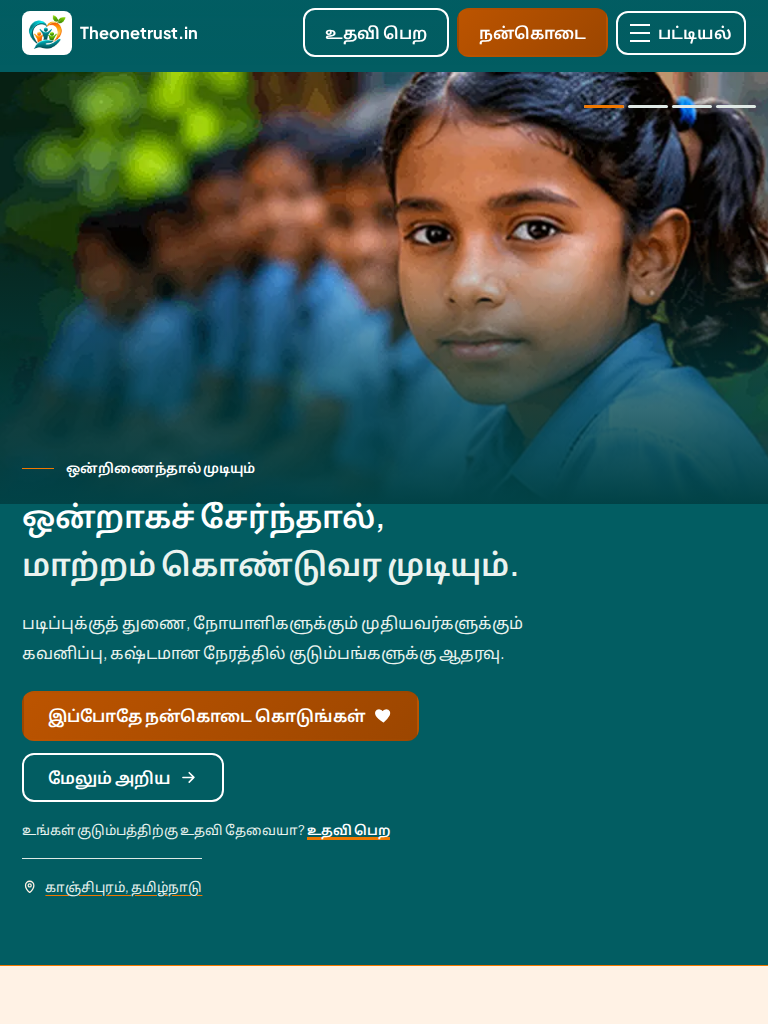 Theonetrust.in
உதவி பெற
நன்கொடை
பட்டியல்
ஒன்றிணைந்தால் முடியும்
ஒன்றாகச் சேர்ந்தால்,
மாற்றம் கொண்டுவர முடியும்.
படிப்புக்குத் துணை, நோயாளிகளுக்கும் முதியவர்களுக்கும்
கவனிப்பு, கஷ்டமான நேரத்தில் குடும்பங்களுக்கு ஆதரவு.
இப்போதே நன்கொடை கொடுங்கள்
மேலும் அறிய
உங்கள் குடும்பத்திற்கு உதவி தேவையா? உதவி பெற
காஞ்சிபுரம், தமிழ்நாடு